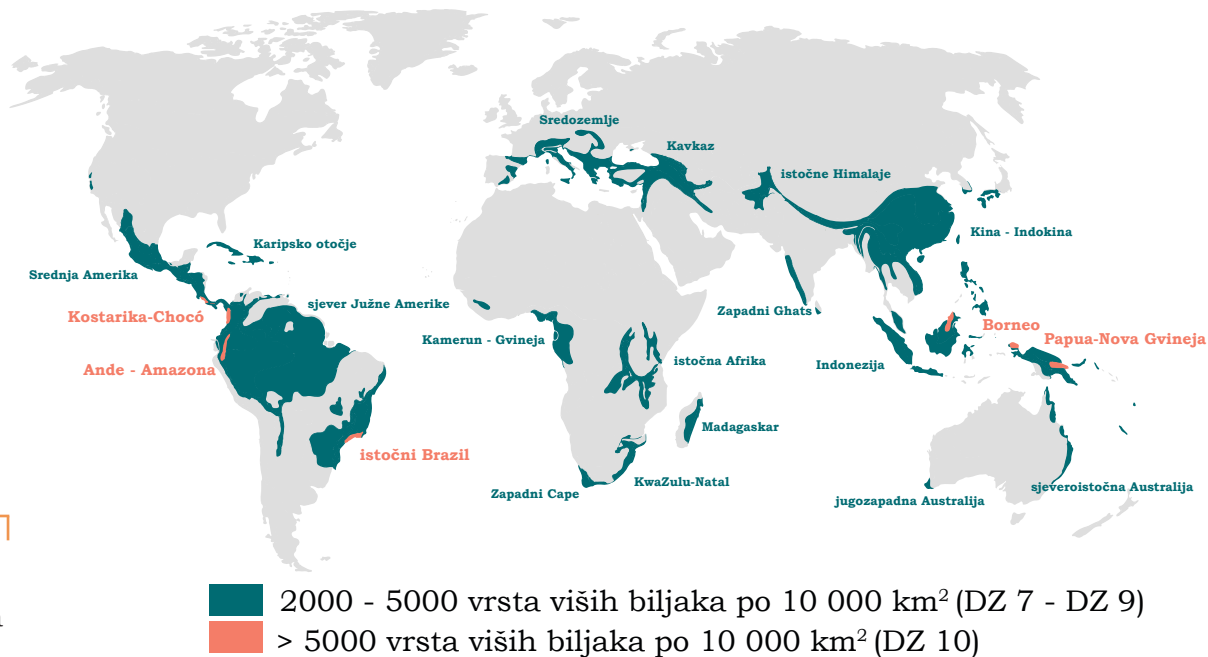 Sredozemlje
Kavkaz
istočne Himalaje
Karipsko otočje
Kina - Indokina
Srednja Amerika
sjever Južne Amerike
Kostarika-Chocó
Zapadni Ghats
Borneo
Papua-Nova Gvineja
Kamerun - Gvineja
istočna Afrika
Indonezija
Ande - Amazona
Madagaskar
istočni Brazil
KwaZulu-Natal
Zapadni Cape
jugozapadna Australija
sjeveroistočna Australija
2000 - 5000 vrsta viših biljaka po 10 000 km² (DZ 7 - DZ 9)
> 5000 vrsta viših biljaka po 10 000 km² (DZ 10)